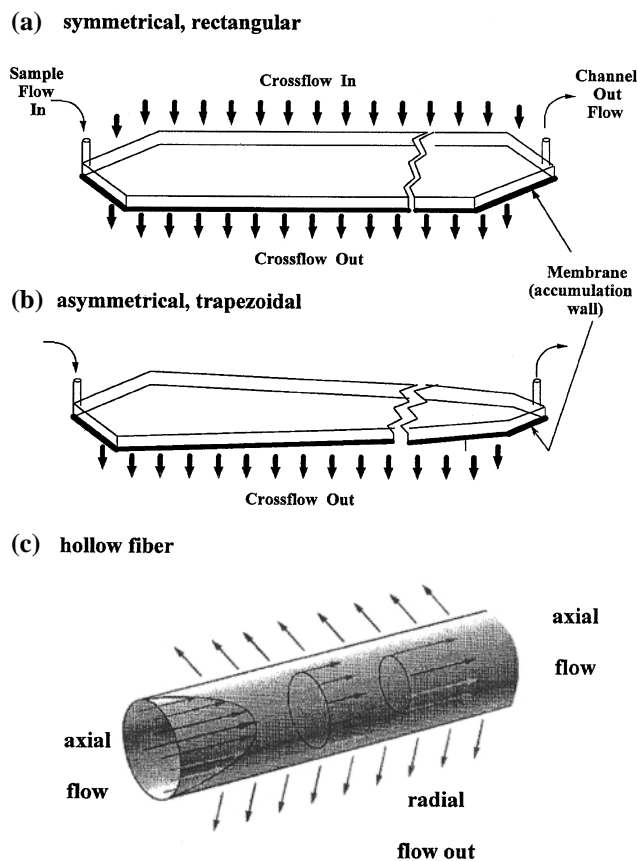 (a) symmetrical, rectangular
Sample
Flow
In
Crossflow In
Channel
Out
Flow
Crossflow Out
Membrane
(accumulation
wall)
(b) asymmetrical, trapezoidal
Crossflow Out
(c) hollow fiber
axial
flow
axial
flow
radial
flow out